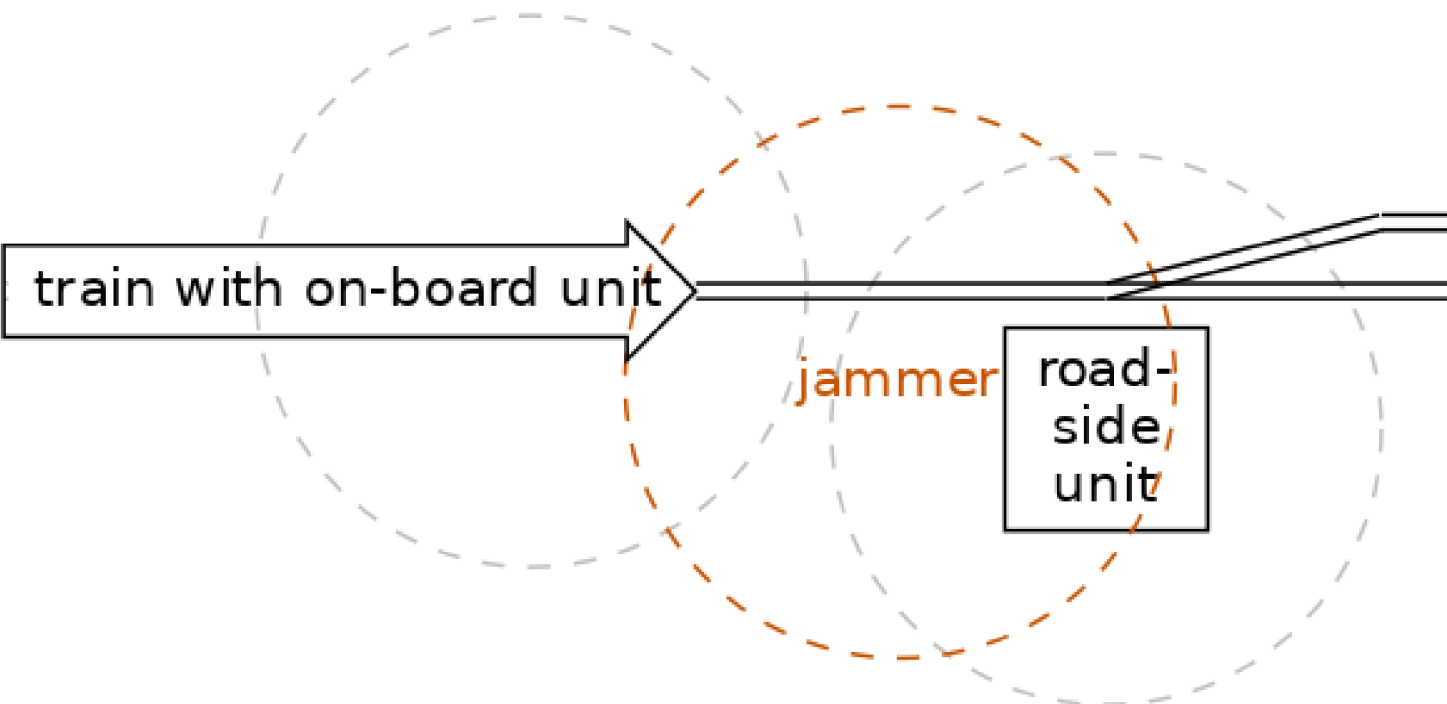 train with on-board unit
jammer
road-
side
unit